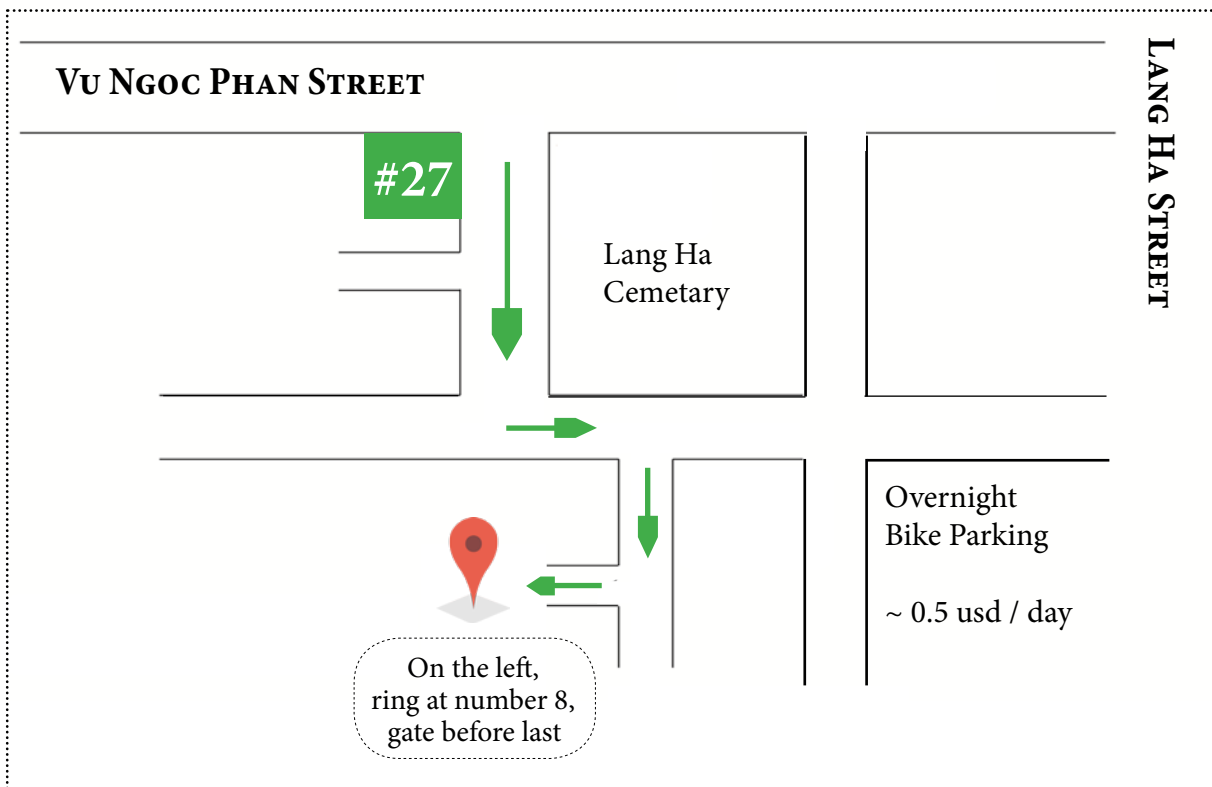 Vu Ngoc Phan Street
Lang Ha Street
#27
Lang Ha
Cemetary
Overnight
Bike Parking
~ 0.5 usd / day
On the left,
ring at number 8,
gate before last